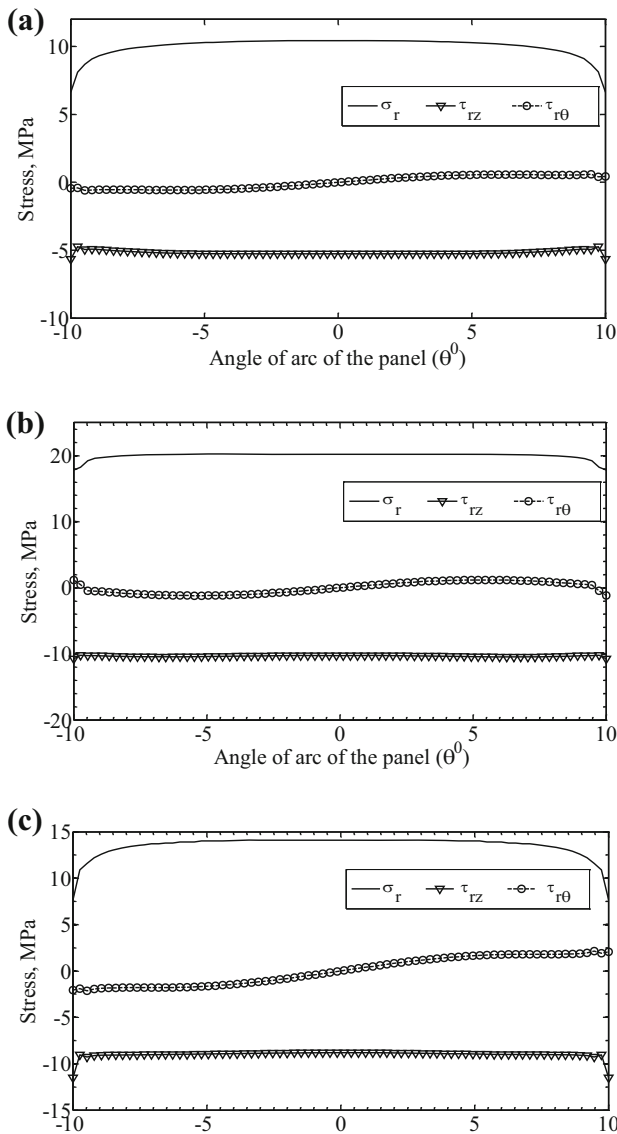 (a)
10
5
0
-5
-10
Stress, MPa
σr τrz τrθ
-10 -5 0 5 10
Angle of arc of the panel (θ⁰)
(b)
20
10
0
-10
-20
Stress, MPa
σr τrz τrθ
-10 -5 0 5 10
Angle of arc of the panel (θ⁰)
(c)
15
10
5
0
-5
-10
-15
Stress, MPa
σr τrz τrθ
-10 -5 0 5 10